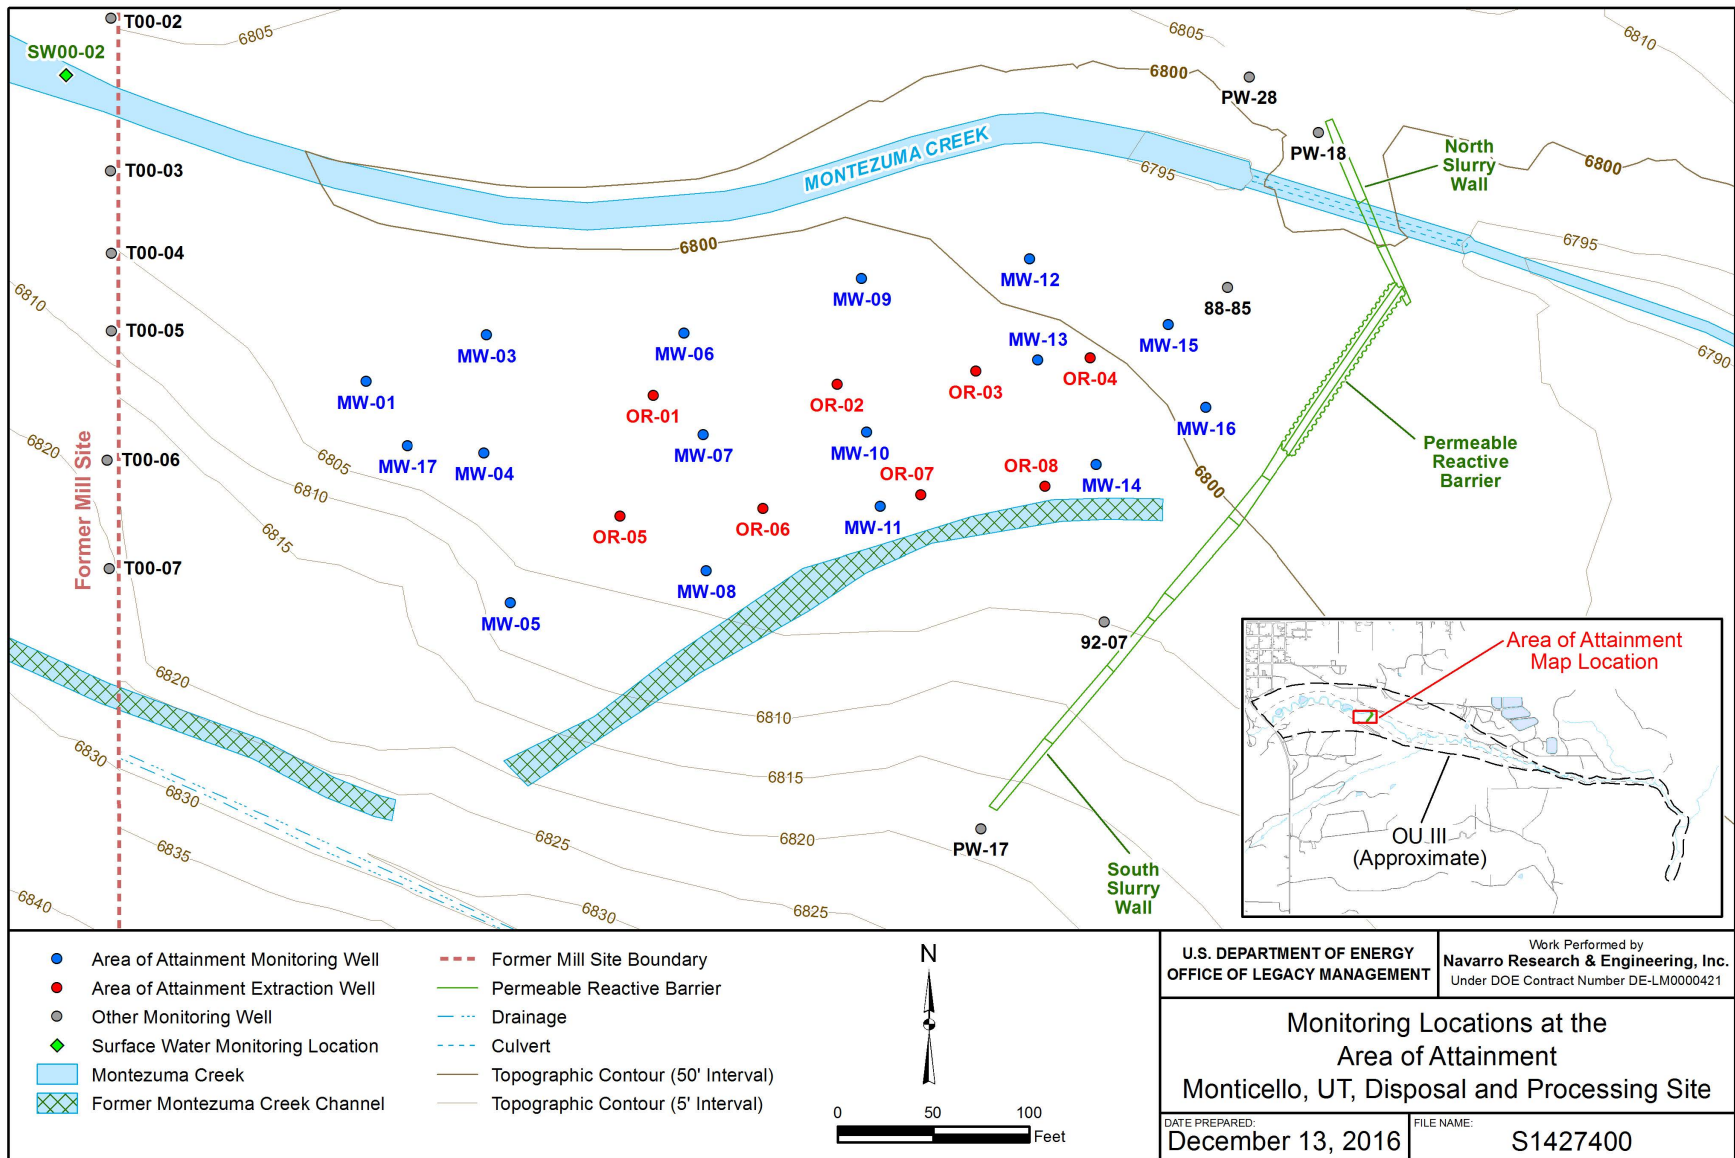 T00-02
SW00-02
6805
6805
6810
6800
PW-28
PW-18
North
Slurry
Wall
6800
T00-03
MONTEZUMA CREEK
6795
6795
T00-04
6800
MW-12
MW-09
88-85
6810
T00-05
MW-03
MW-06
MW-13
MW-15
6790
MW-01
OR-01
OR-02
OR-03
OR-04
MW-16
6820
T00-06
6805
MW-17
MW-04
MW-07
MW-10
OR-07
OR-08
MW-14
6800
Permeable
Reactive
Barrier
Former Mill Site
6810
6815
OR-05
OR-06
MW-11
T00-07
MW-08
MW-05
92-07
6820
6810
6830
6815
6830
6825
6820
6835
PW-17
South
Slurry
Wall
6840
6830
6825
Area of Attainment
Map Location
OU III
(Approximate)
Area of Attainment Monitoring Well
Area of Attainment Extraction Well
Other Monitoring Well
Surface Water Monitoring Location
Montezuma Creek
Former Montezuma Creek Channel
Former Mill Site Boundary
Permeable Reactive Barrier
Drainage
Culvert
Topographic Contour (50' Interval)
Topographic Contour (5' Interval)
N
0 50 100
Feet
U.S. DEPARTMENT OF ENERGY
OFFICE OF LEGACY MANAGEMENT
Work Performed by
Navarro Research & Engineering, Inc.
Under DOE Contract Number DE-LM0000421
Monitoring Locations at the
Area of Attainment
Monticello, UT, Disposal and Processing Site
DATE PREPARED:
December 13, 2016
FILE NAME:
S1427400